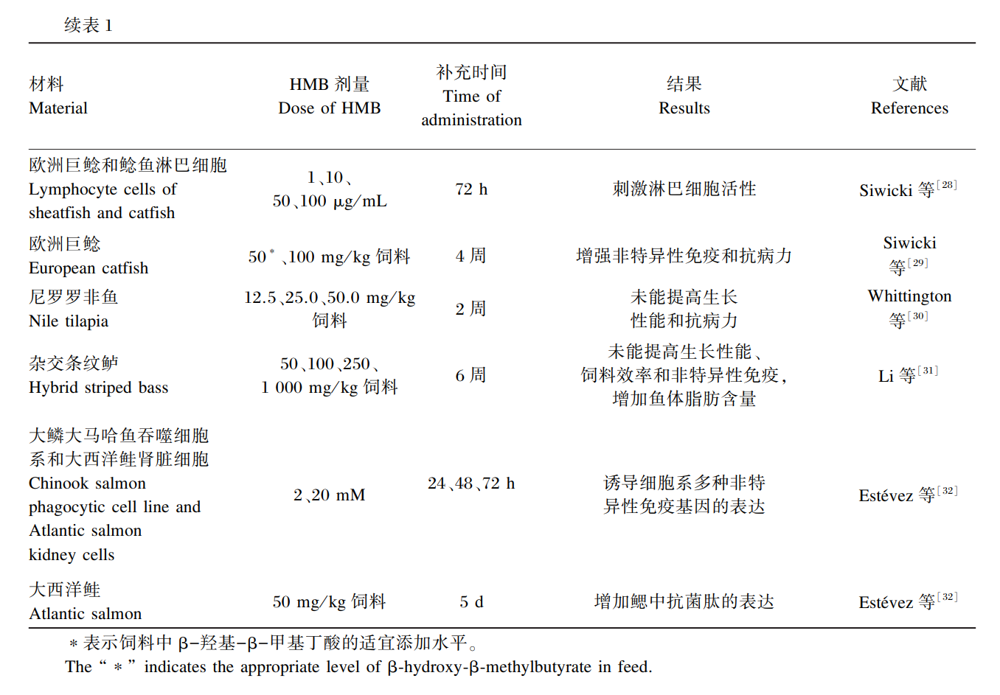 续表 1
材料
Material
HMB 剂量
Dose of HMB
补充时间
Time of
administration
结果
Results
文献
References
欧洲巨鲶和鲶鱼淋巴细胞
Lymphocyte cells of
sheatfish and catfish
1、10、
50、100 μg/mL
72 h
刺激淋巴细胞活性
Siwicki 等[28]
欧洲巨鲶
European catfish
50*、100 mg/kg 饲料
4 周
增强非特异性免疫和抗病力
Siwicki
等[29]
尼罗罗非鱼
Nile tilapia
12.5、25.0、50.0 mg/kg
饲料
2 周
未能提高生长
性能和抗病力
Whittington
等[30]
杂交条纹鲈
Hybrid striped bass
50、100、250、
1 000 mg/kg 饲料
6 周
未能提高生长性能、
饲料效率和非特异性免疫，
增加鱼体脂肪含量
Li 等[31]
大鳞大马哈鱼吞噬细胞
系和大西洋鲑肾脏细胞
Chinook salmon
phagocytic cell line and
Atlantic salmon
kidney cells
2、20 mM
24、48、72 h
诱导细胞系多种非特
异性免疫基因的表达
Estévez 等[32]
大西洋鲑
Atlantic salmon
50 mg/kg 饲料
5 d
增加鳃中抗菌肽的表达
Estévez 等[32]
* 表示饲料中 β-羟基-β-甲基丁酸的适宜添加水平。
The “ * ” indicates the appropriate level of β-hydroxy-β-methylbutyrate in feed.